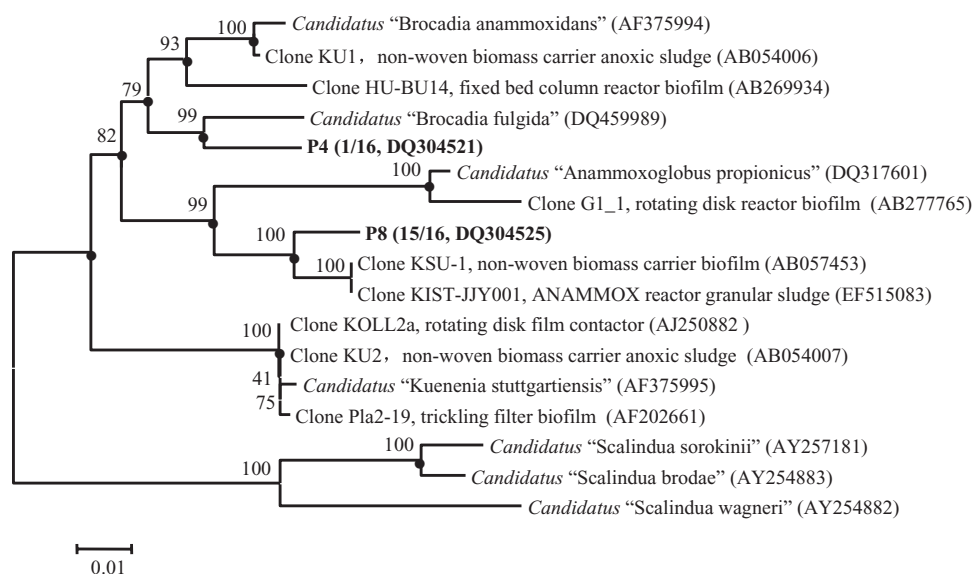 100
Candidatus “Brocadia anammoxidans” (AF375994)
93
Clone KU1，non-woven biomass carrier anoxic sludge (AB054006)
79
Clone HU-BU14, fixed bed column reactor biofilm (AB269934)
99
Candidatus “Brocadia fulgida” (DQ459989)
82
P4 (1/16, DQ304521)
100
Candidatus “Anammoxoglobus propionicus” (DQ317601)
99
Clone G1_1, rotating disk reactor biofilm (AB277765)
100
P8 (15/16, DQ304525)
100
Clone KSU-1, non-woven biomass carrier biofilm (AB057453)
Clone KIST-JJY001, ANAMMOX reactor granular sludge (EF515083)
100
Clone KOLL2a, rotating disk film contactor (AJ250882 )
Clone KU2，non-woven biomass carrier anoxic sludge (AB054007)
41
Candidatus “Kuenenia stuttgartiensis” (AF375995)
75
Clone Pla2-19, trickling filter biofilm (AF202661)
100
Candidatus “Scalindua sorokinii” (AY257181)
100
Candidatus “Scalindua brodae” (AY254883)
Candidatus “Scalindua wagneri” (AY254882)
0.01